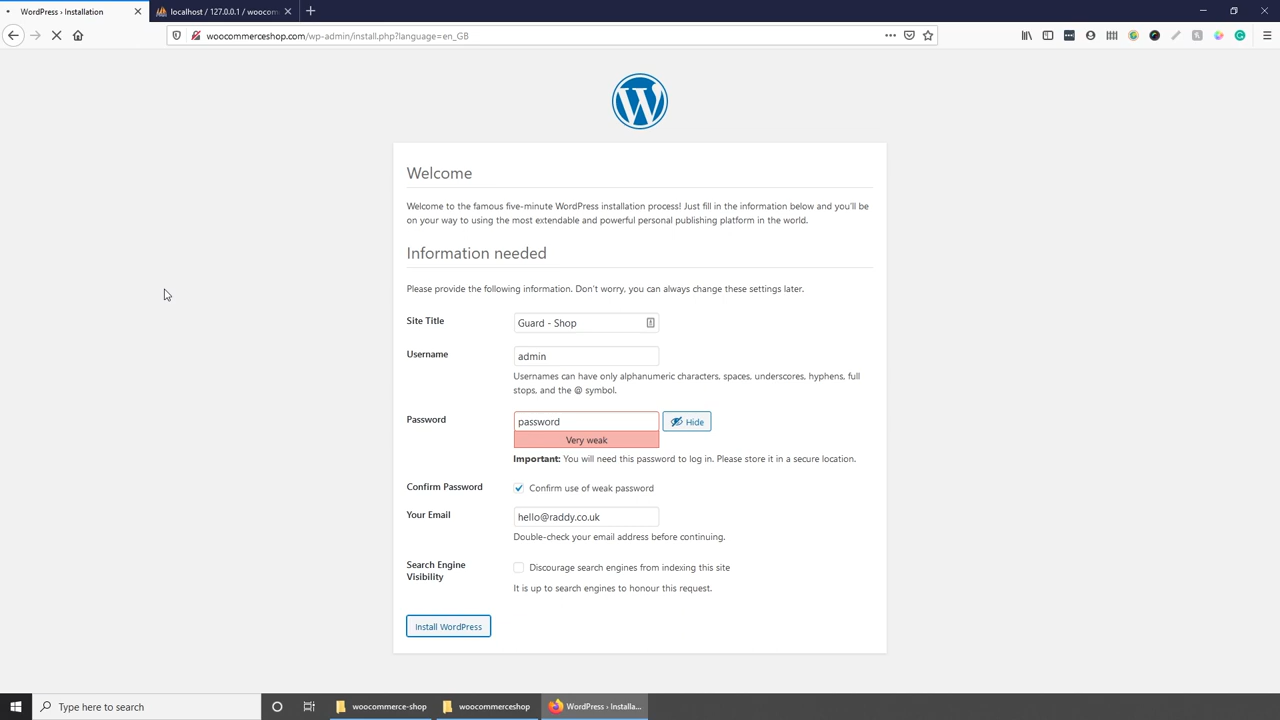 WordPress › Installation
localhost / 127.0.0.1 / woocom
woocommerceshop.com/wp-admin/install.php?language=en_GB
Welcome
Welcome to the famous five-minute WordPress installation process! Just fill in the information below and you'll be
on your way to using the most extendable and powerful personal publishing platform in the world.
Information needed
Please provide the following information. Don't worry, you can always change these settings later.
Site Title
Guard - Shop
Username
admin
Usernames can have only alphanumeric characters, spaces, underscores, hyphens, full
stops, and the @ symbol.
Password
password
Hide
Very weak
Important: You will need this password to log in. Please store it in a secure location.
Confirm Password
Confirm use of weak password
Your Email
hello@raddy.co.uk
Double-check your email address before continuing.
Search Engine
Visibility
Discourage search engines from indexing this site
It is up to search engines to honour this request.
Install WordPress
Type here to search
woocommerce-shop
woocommerceshop
WordPress › Installa...